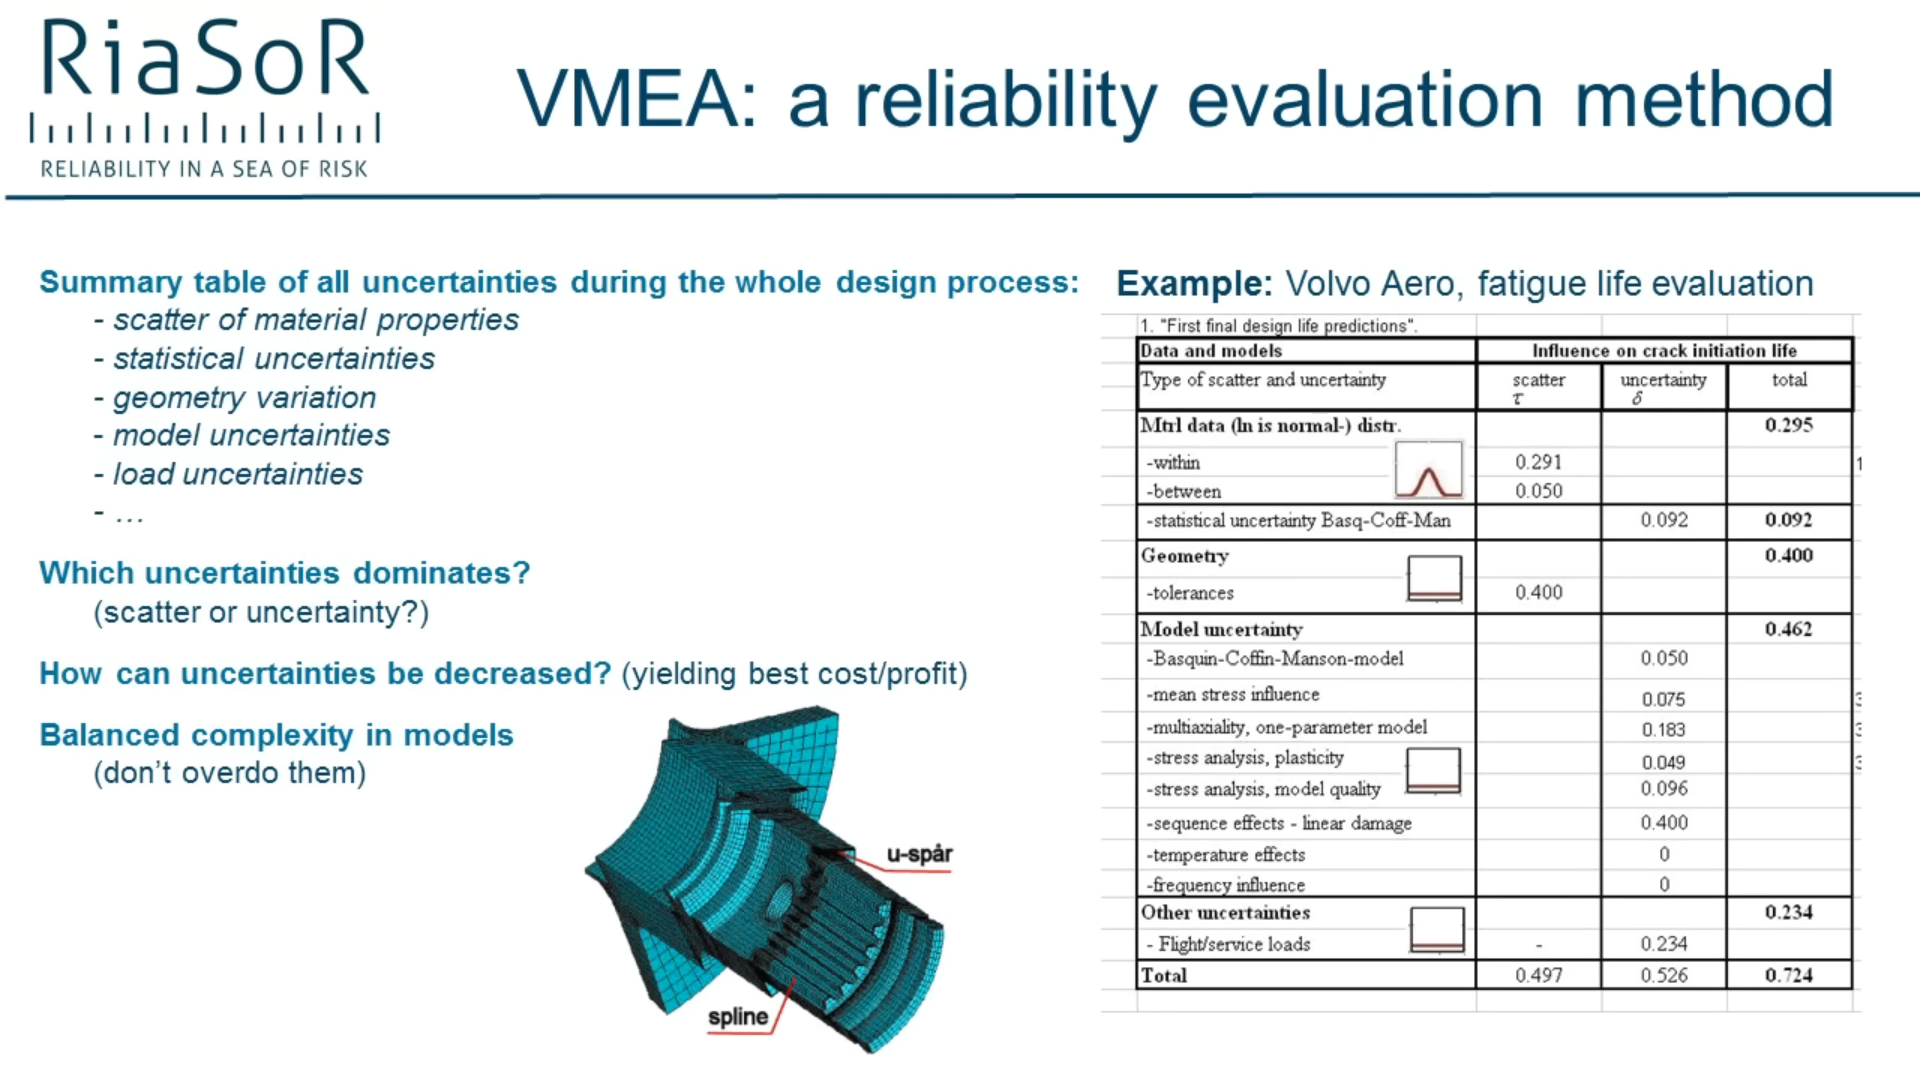 RiaSoR
RELIABILITY IN A SEA OF RISK
VMEA: a reliability evaluation method
Summary table of all uncertainties during the whole design process:
- scatter of material properties
- statistical uncertainties
- geometry variation
- model uncertainties
- load uncertainties
- …
Which uncertainties dominates?
(scatter or uncertainty?)
How can uncertainties be decreased? (yielding best cost/profit)
Balanced complexity in models
(don’t overdo them)
u-spår
spline
Example: Volvo Aero, fatigue life evaluation
1. "First final design life predictions".
Data and models Influence on crack initiation life
Type of scatter and uncertainty scatter τ uncertainty δ total
Mtrl data (ln is normal-) distr. 0.295
-within 0.291
-between 0.050
-statistical uncertainty Basq-Coff-Man 0.092 0.092
Geometry 0.400
-tolerances 0.400
Model uncertainty 0.462
-Basquin-Coffin-Manson-model 0.050
-mean stress influence 0.075
-multiaxiality, one-parameter model 0.183
-stress analysis, plasticity 0.049
-stress analysis, model quality 0.096
-sequence effects - linear damage 0.400
-temperature effects 0
-frequency influence 0
Other uncertainties 0.234
- Flight/service loads - 0.234
Total 0.497 0.526 0.724